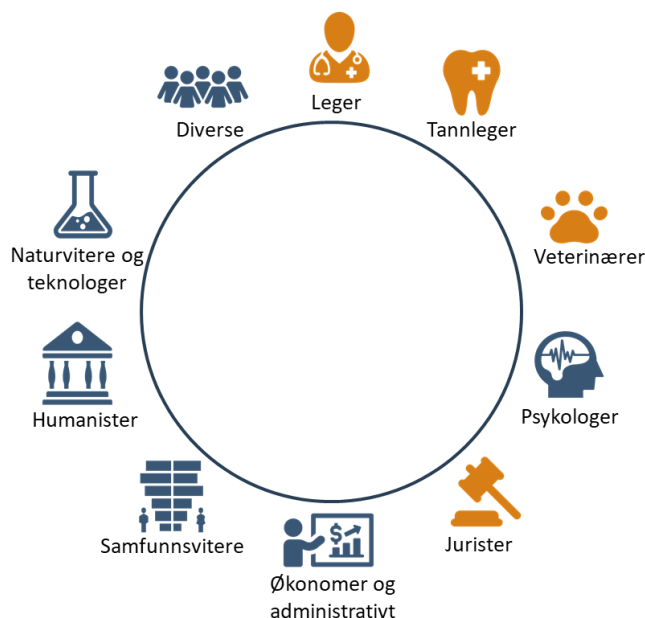 Leger
Diverse
Tannleger
Naturvitere og
teknologer
Veterinærer
Humanister
Psykologer
Samfunnsvitere
Jurister
Økonomer og
administrativt
$